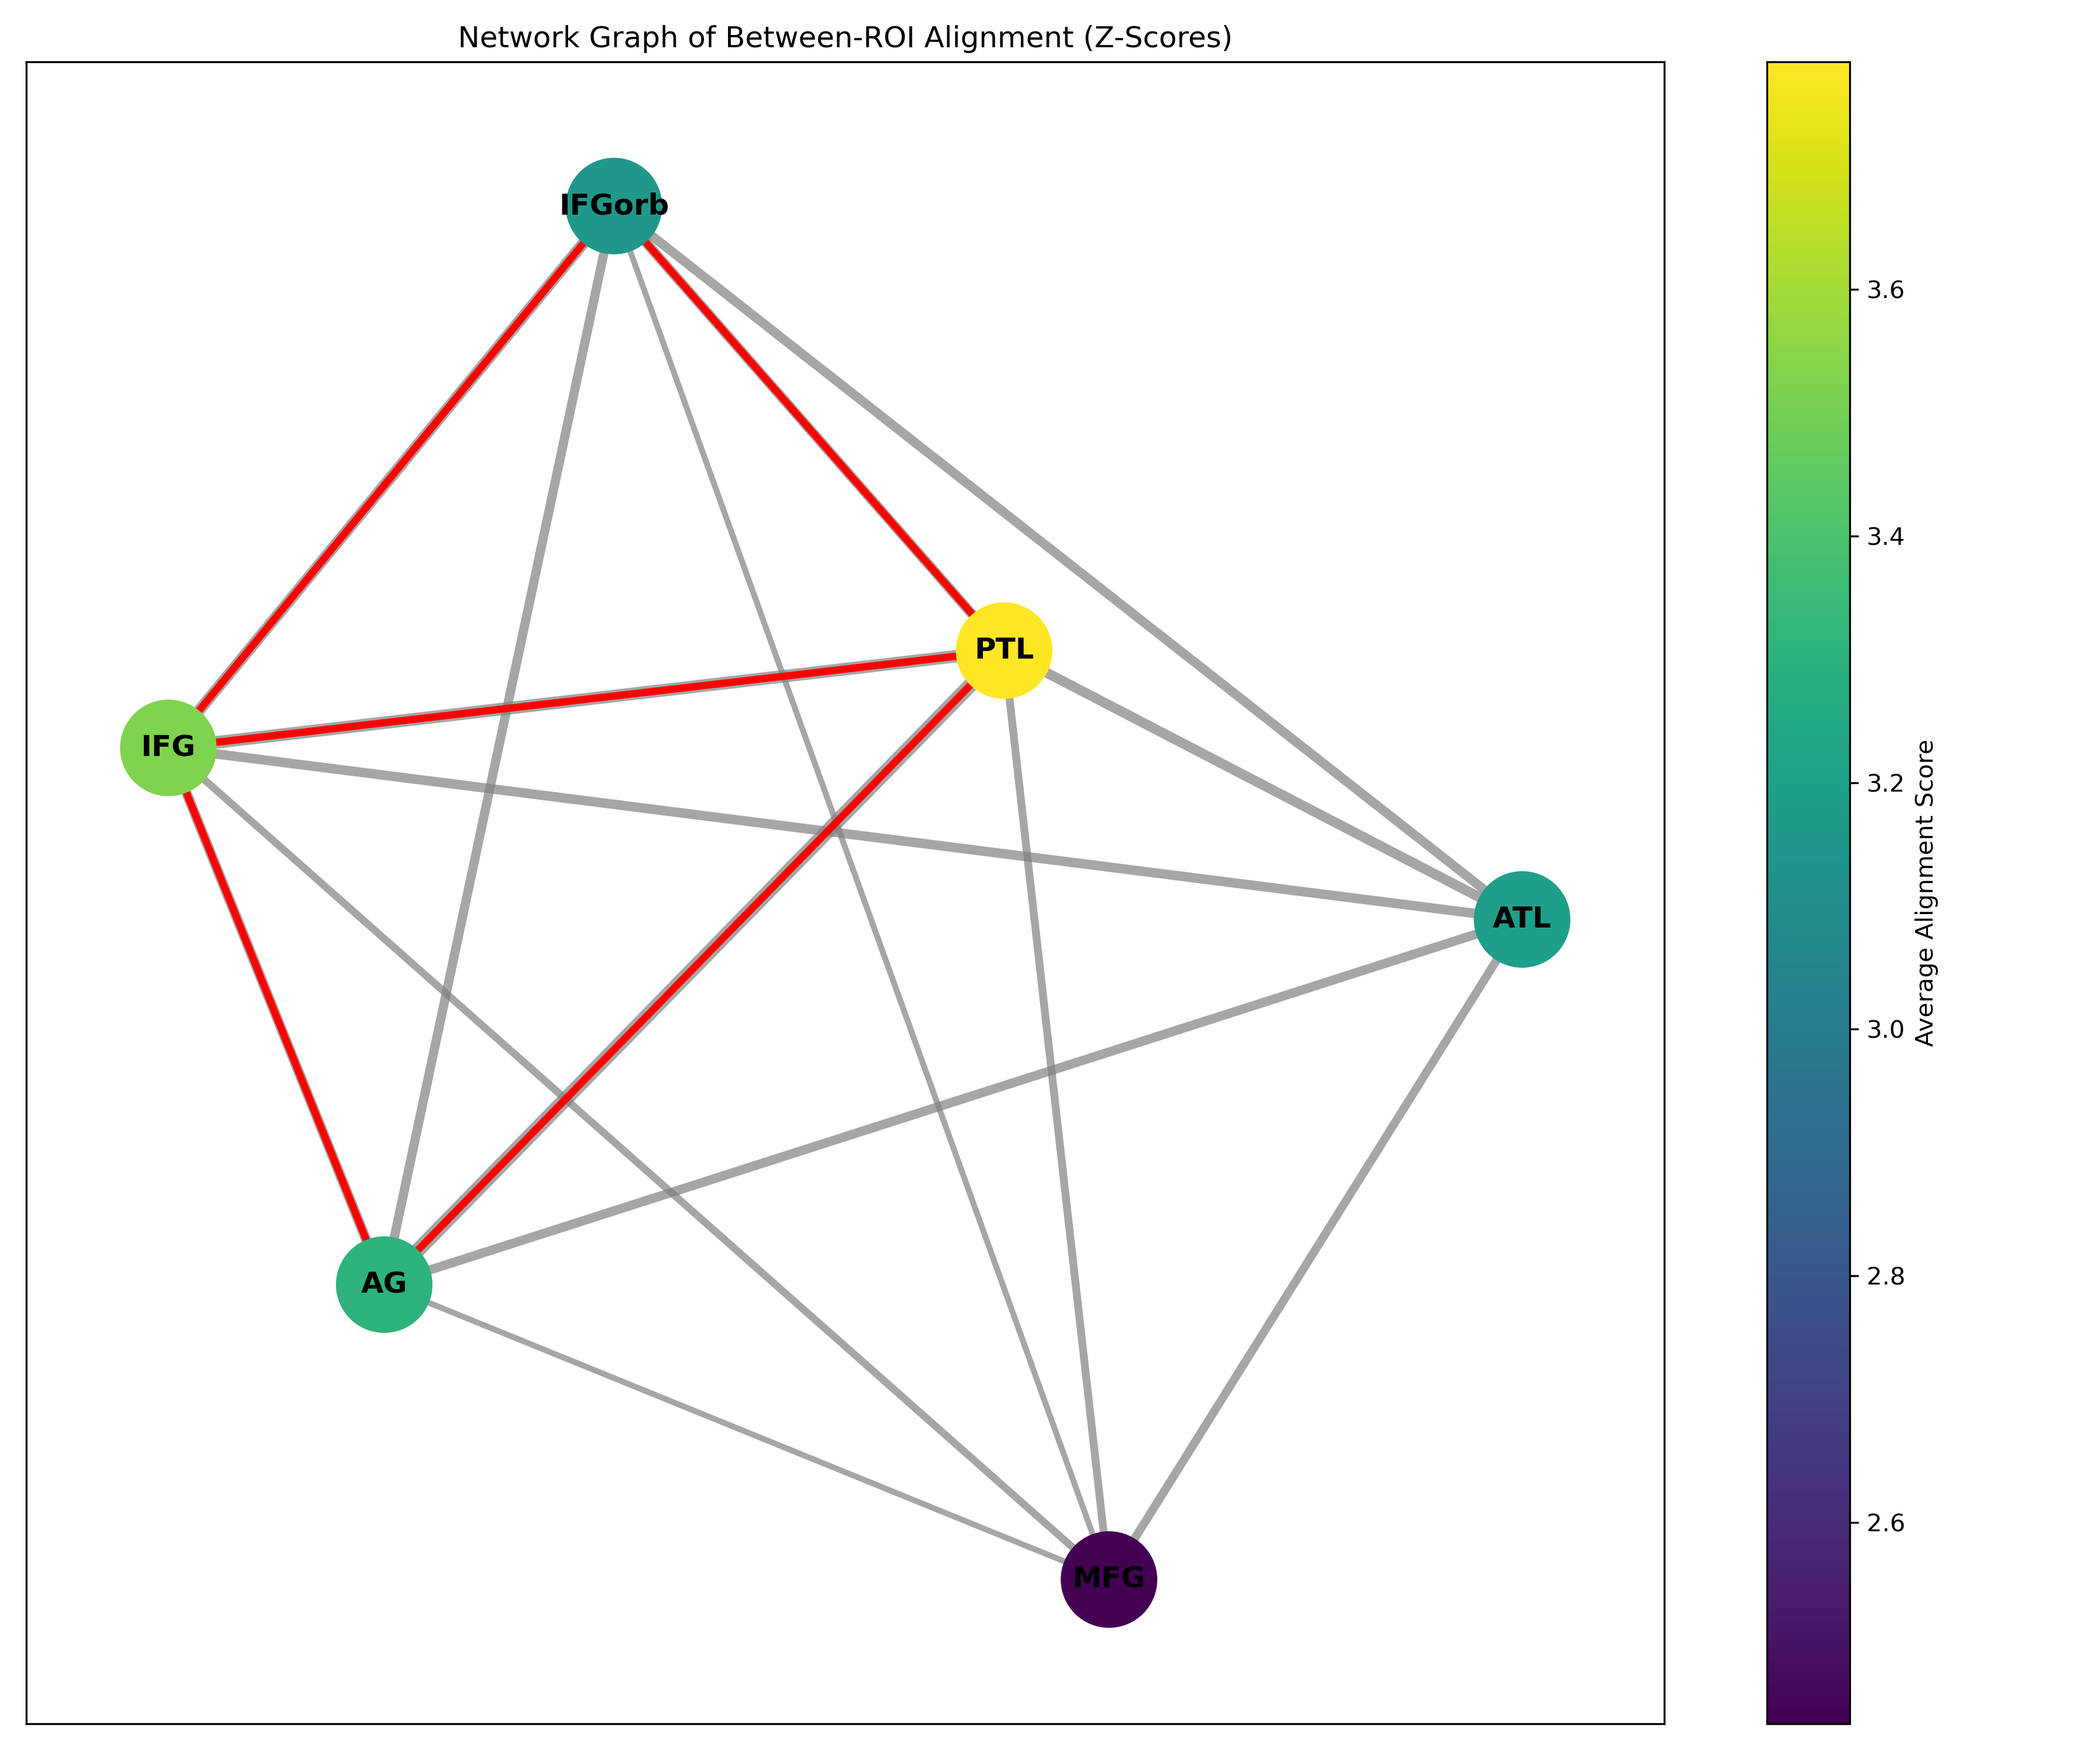 Network Graph of Between-ROI Alignment (Z-Scores)
IFGorb
PTL
IFG
ATL
AG
MFG
3.6
3.4
3.2
3.0
2.8
2.6
Average Alignment Score